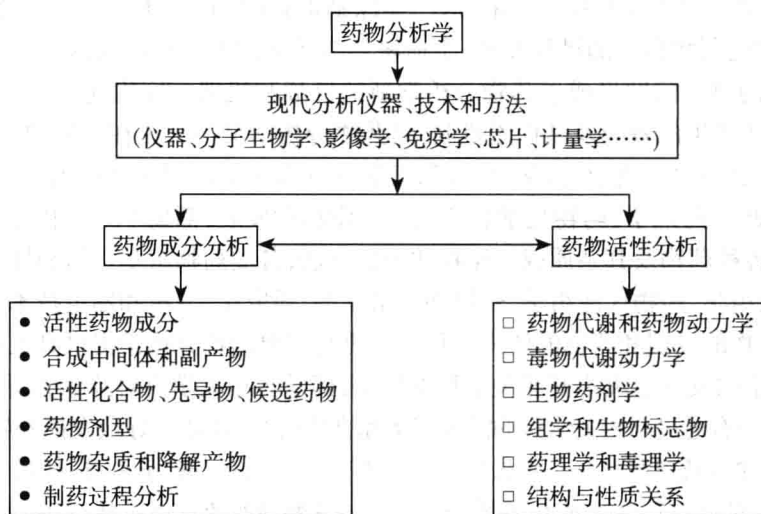 药物分析学
现代分析仪器、技术和方法
(仪器、分子生物学、影像学、免疫学、芯片、计量学……)
药物成分分析
药物活性分析
● 活性药物成分
● 合成中间体和副产物
● 活性化合物、先导物、候选药物
● 药物剂型
● 药物杂质和降解产物
● 制药过程分析
□ 药物代谢和药物动力学
□ 毒物代谢动力学
□ 生物药剂学
□ 组学和生物标志物
□ 药理学和毒理学
□ 结构与性质关系